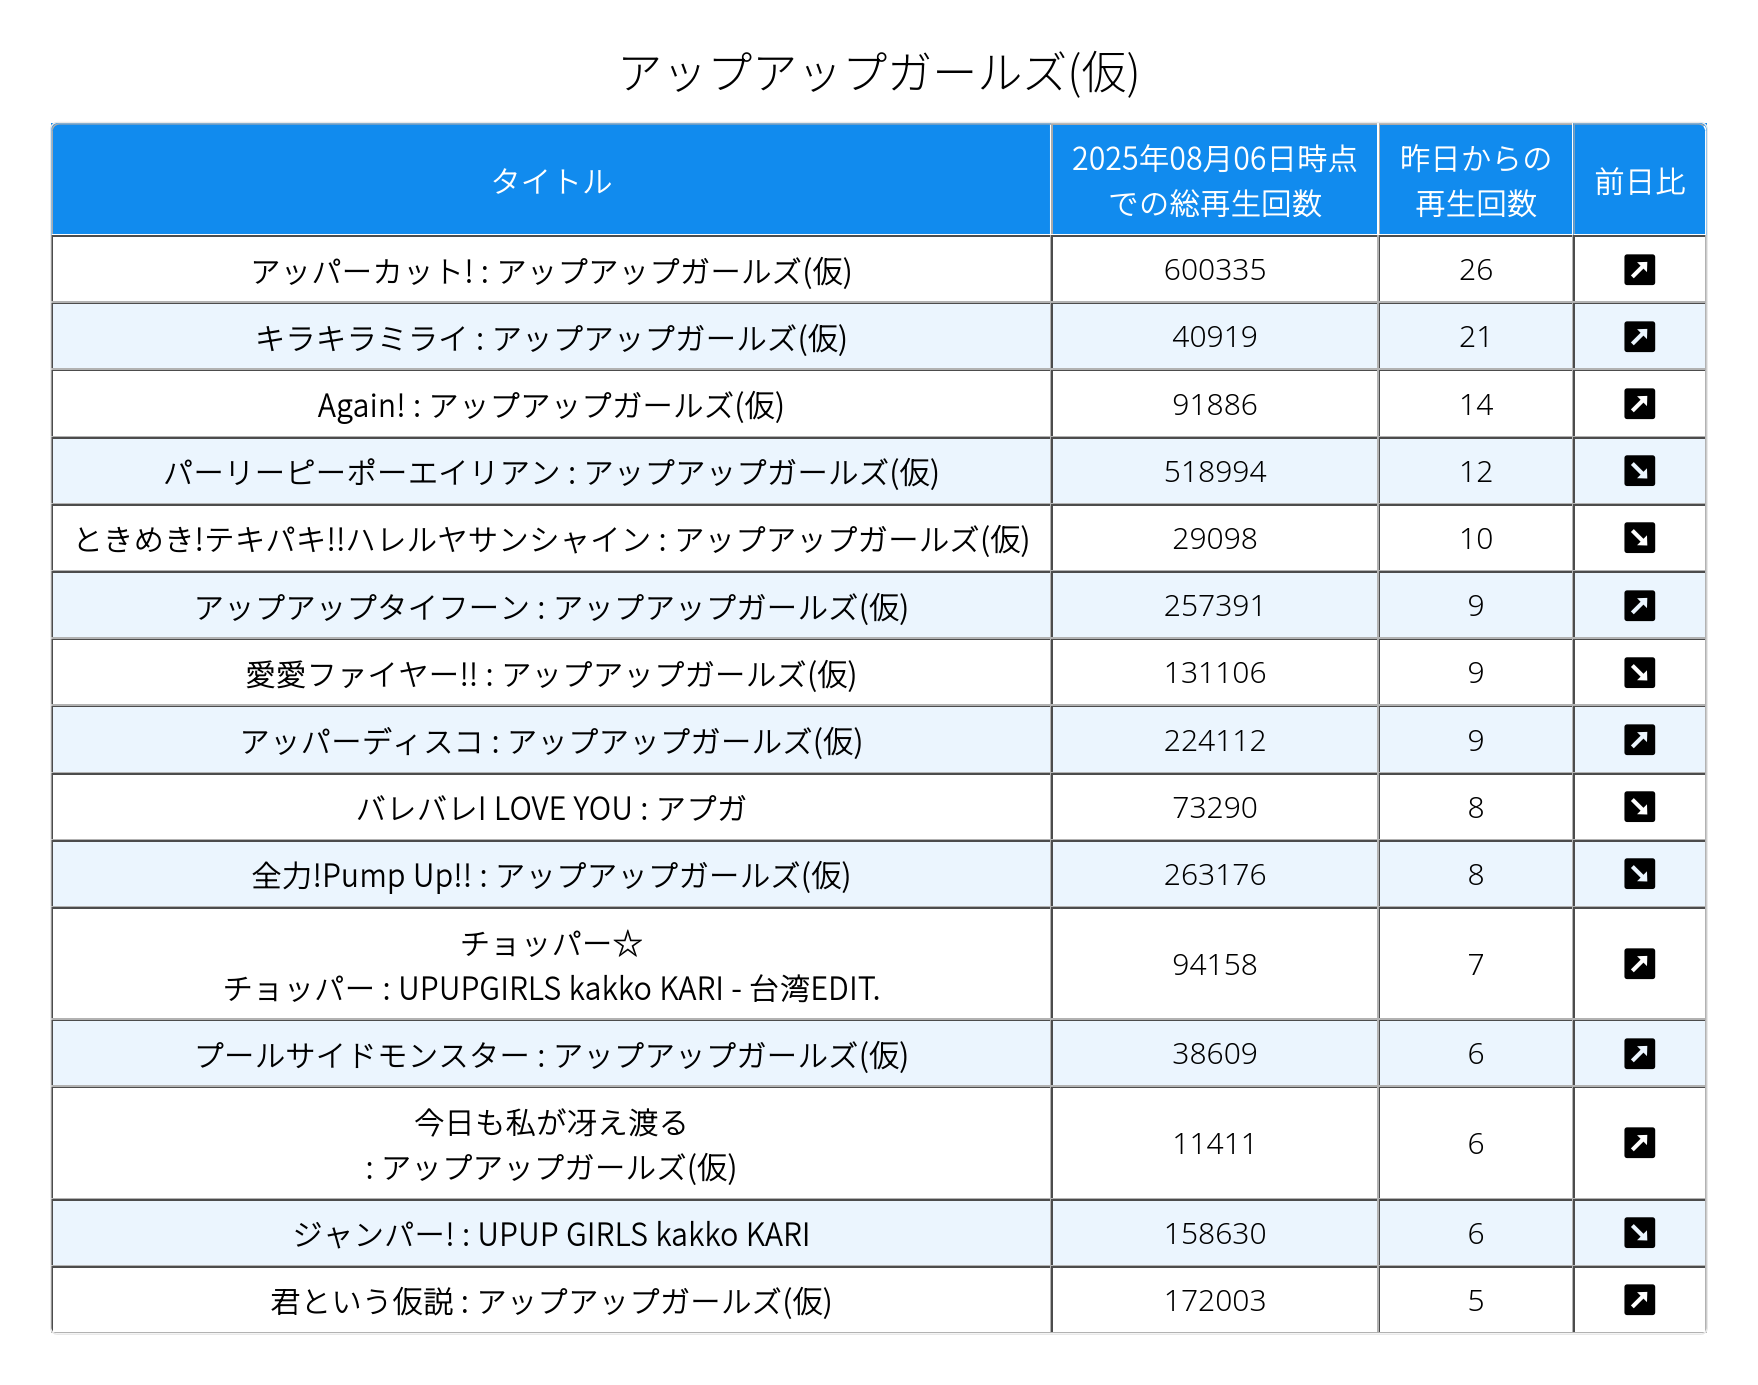 アップアップガールズ(仮)
タイトル
2025年08月06日時点
での総再生回数
昨日からの
再生回数
前日比
アッパーカット! : アップアップガールズ(仮) 600335 26 ↗
キラキラミライ : アップアップガールズ(仮) 40919 21 ↗
Again! : アップアップガールズ(仮) 91886 14 ↗
パーリーピーポーエイリアン : アップアップガールズ(仮) 518994 12 ↘
ときめき!テキパキ!!ハレルヤサンシャイン : アップアップガールズ(仮) 29098 10 ↘
アップアップタイフーン : アップアップガールズ(仮) 257391 9 ↗
愛愛ファイヤー!! : アップアップガールズ(仮) 131106 9 ↘
アッパーディスコ : アップアップガールズ(仮) 224112 9 ↗
バレバレI LOVE YOU : アプガ 73290 8 ↘
全力!Pump Up!! : アップアップガールズ(仮) 263176 8 ↘
チョッパー☆
チョッパー : UPUPGIRLS kakko KARI - 台湾EDIT. 94158 7 ↗
プールサイドモンスター : アップアップガールズ(仮) 38609 6 ↗
今日も私が冴え渡る
: アップアップガールズ(仮) 11411 6 ↗
ジャンパー! : UPUP GIRLS kakko KARI 158630 6 ↘
君という仮説 : アップアップガールズ(仮) 172003 5 ↗